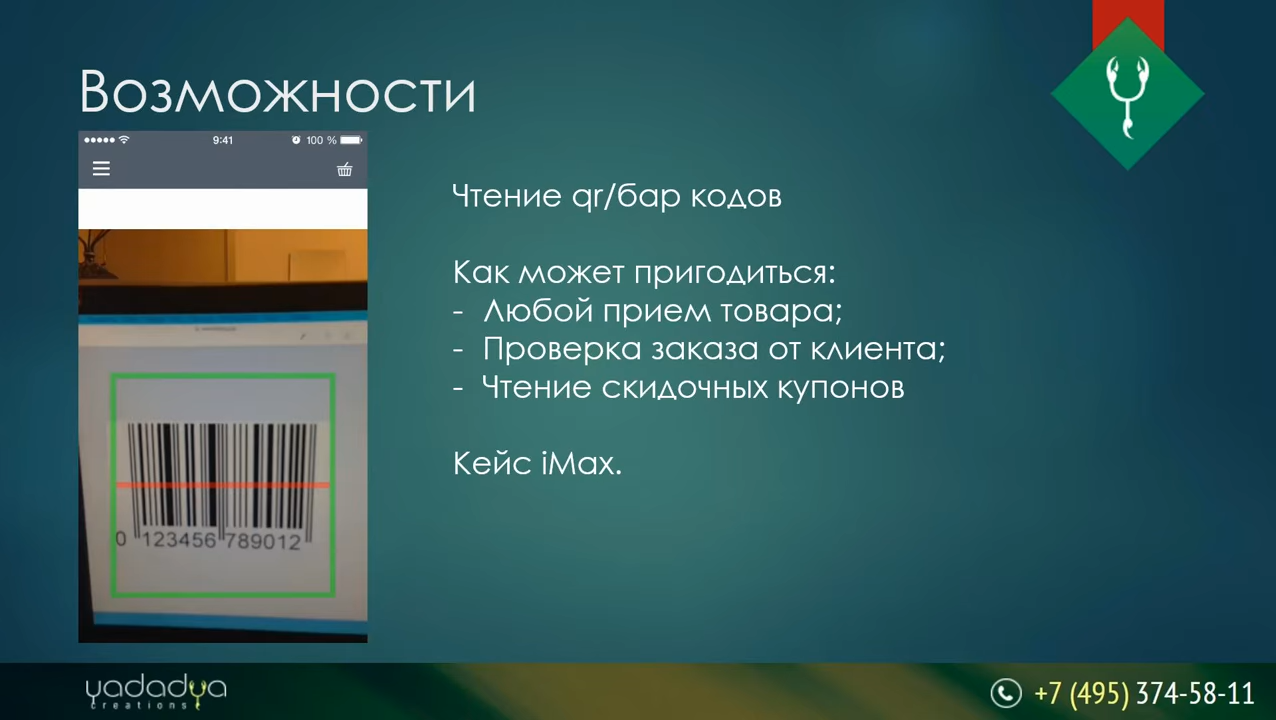 Возможности
9:41
100 %
Чтение qr/бар кодов
Как может пригодиться:
- Любой прием товара;
- Проверка заказа от клиента;
- Чтение скидочных купонов
Кейс iMax.
0 123456 789012
yadadya
creations
+7 (495) 374-58-11